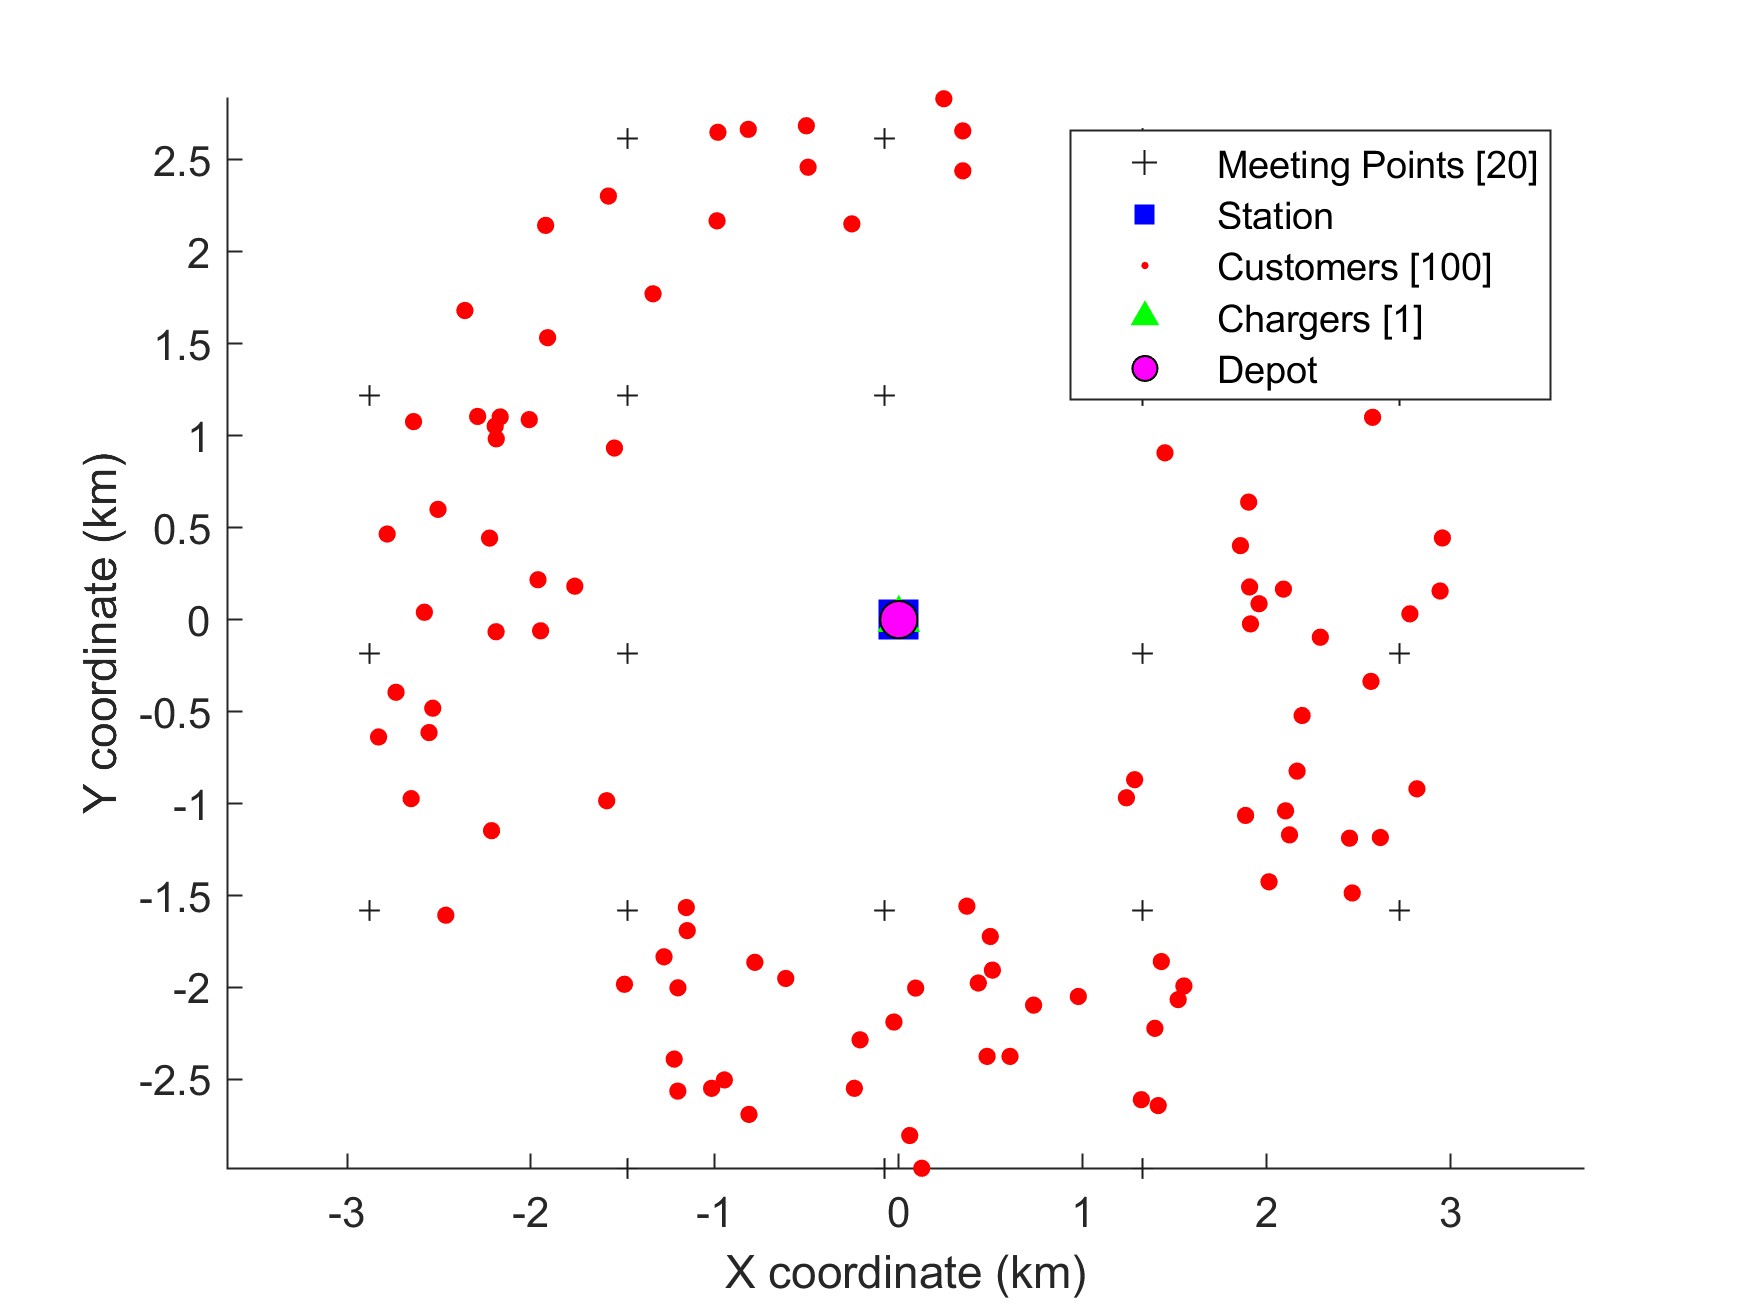 Meeting Points [20]
Station
Customers [100]
Chargers [1]
Depot
2.5
2
1.5
1
0.5
0
-0.5
-1
-1.5
-2
-2.5
Y coordinate (km)
-3 -2 -1 0 1 2 3
X coordinate (km)